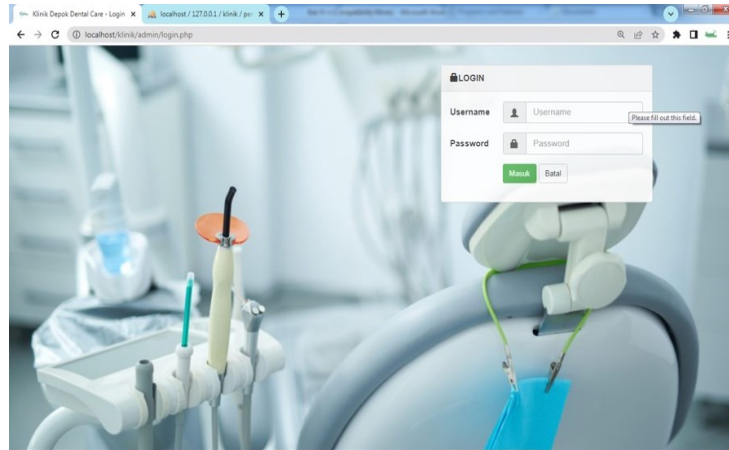 Klinik Depok Dental Care - Login
localhost / 127.0.0.1 / klinik / per
localhost/klinik/admin/login.php
LOGIN
Username
Username
Please fill out this field.
Password
Password
Masuk
Batal